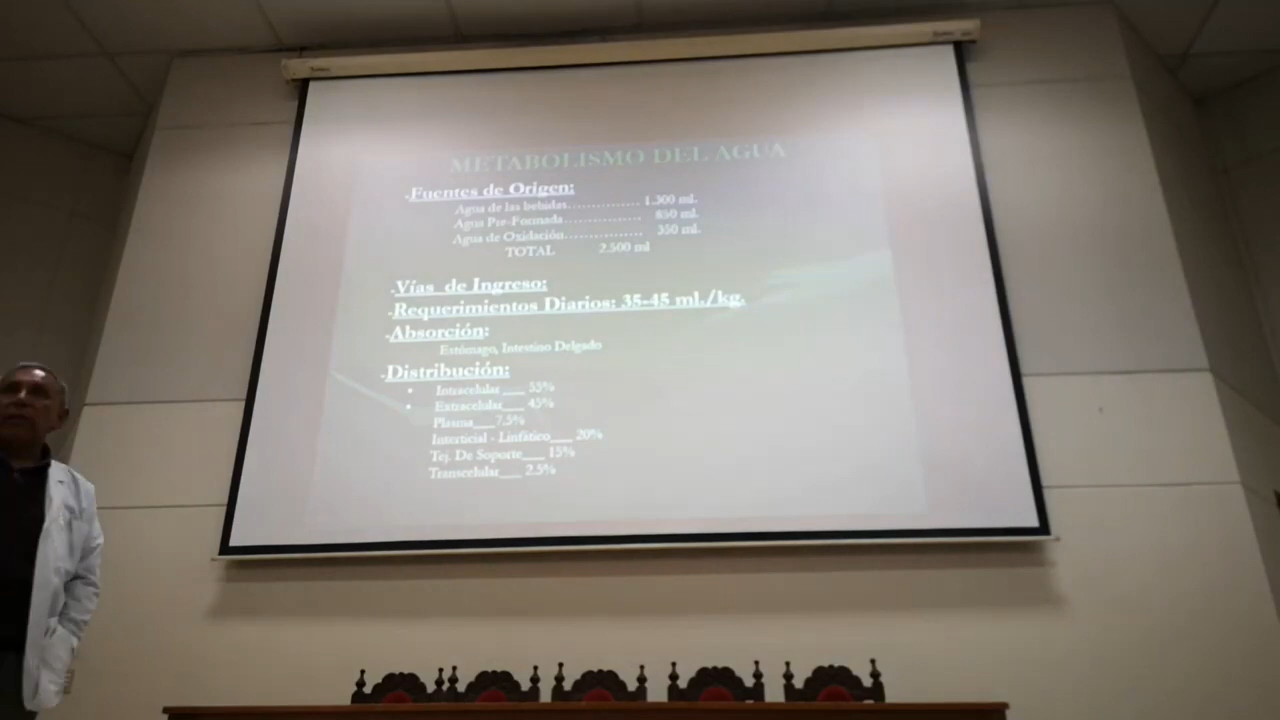 METABOLISMO DEL AGUA
-Fuentes de Origen:
Agua de las bebidas.............. 1.300 ml.
Agua Pre-Formada............... 850 ml.
Agua de Oxidación............... 350 ml.
TOTAL 2.500 ml
-Vías de Ingreso:
-Requerimientos Diarios: 35-45 ml./kg.
-Absorción:
Estómago, Intestino Delgado
-Distribución:
• Intracelular___ 55%
• Extracelular___ 45%
Plasma___7.5%
Intersticial - Linfático___ 20%
Tej. De Soporte___ 15%
Transcelular___ 2.5%